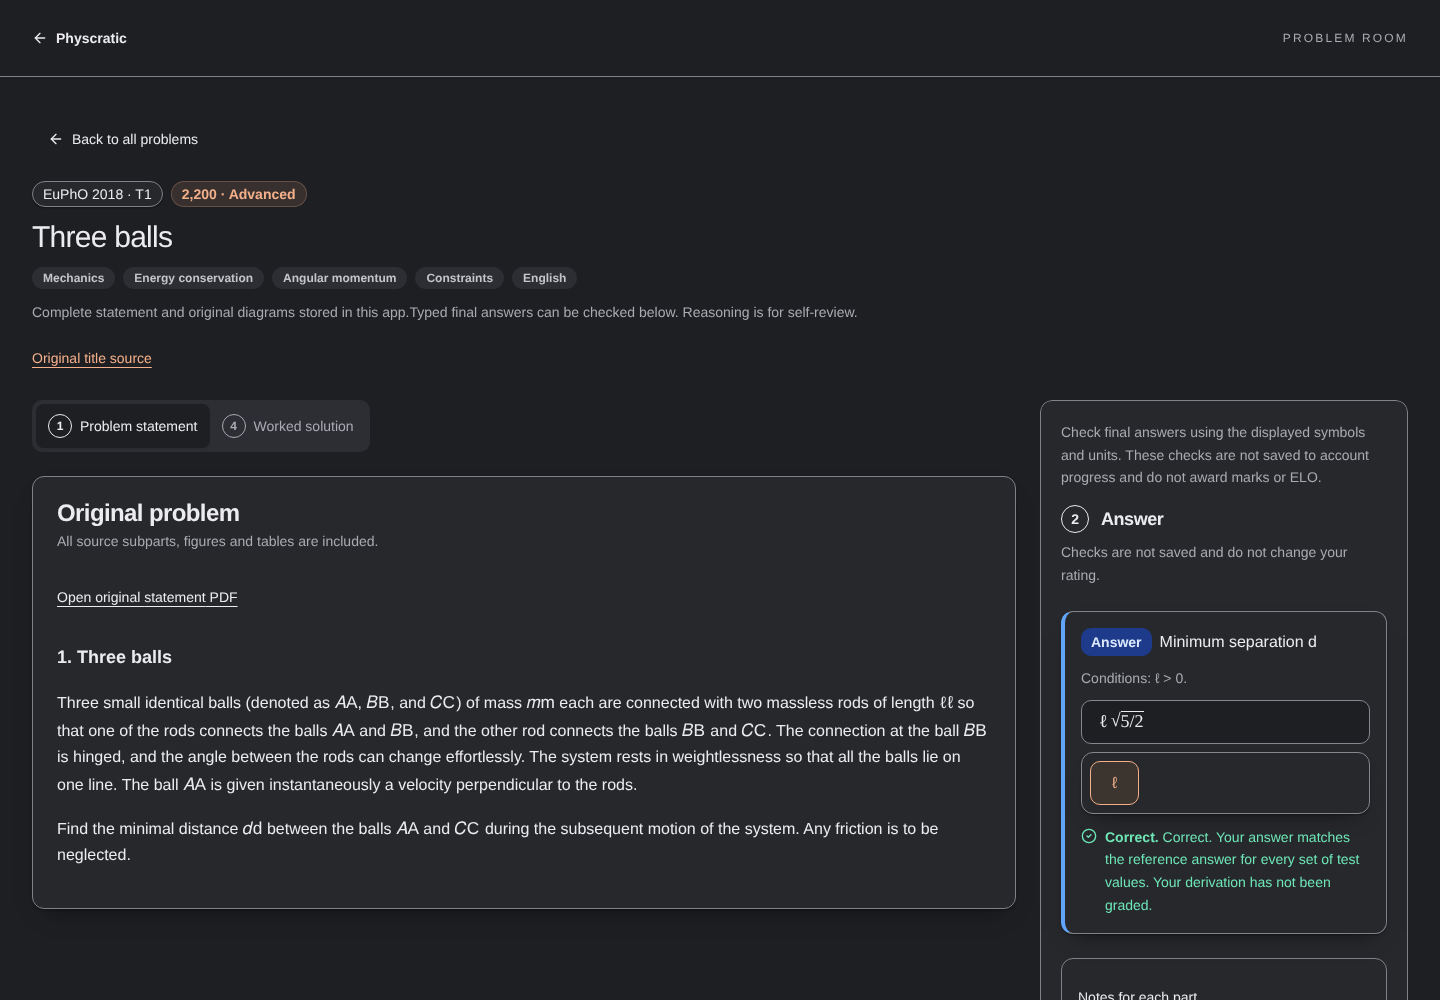 Physcratic
PROBLEM ROOM
Back to all problems
EuPhO 2018 · T1
2,200 · Advanced
Three balls
Mechanics
Energy conservation
Angular momentum
Constraints
English
Complete statement and original diagrams stored in this app.Typed final answers can be checked below. Reasoning is for self-review.
Original title source
1 Problem statement
4 Worked solution
Original problem
All source subparts, figures and tables are included.
Open original statement PDF
1. Three balls
Three small identical balls (denoted as 𝐴A, 𝐵B, and 𝐶C) of mass 𝑚m each are connected with two massless rods of length ℓℓ so
that one of the rods connects the balls 𝐴A and 𝐵B, and the other rod connects the balls 𝐵B and 𝐶C. The connection at the ball 𝐵B
is hinged, and the angle between the rods can change effortlessly. The system rests in weightlessness so that all the balls lie on
one line. The ball 𝐴A is given instantaneously a velocity perpendicular to the rods.
Find the minimal distance 𝑑d between the balls 𝐴A and 𝐶C during the subsequent motion of the system. Any friction is to be
neglected.
Check final answers using the displayed symbols
and units. These checks are not saved to account
progress and do not award marks or ELO.
2 Answer
Checks are not saved and do not change your
rating.
Answer Minimum separation d
Conditions: ℓ > 0.
ℓ √5/2
ℓ
Correct. Correct. Your answer matches
the reference answer for every set of test
values. Your derivation has not been
graded.
Notes for each part